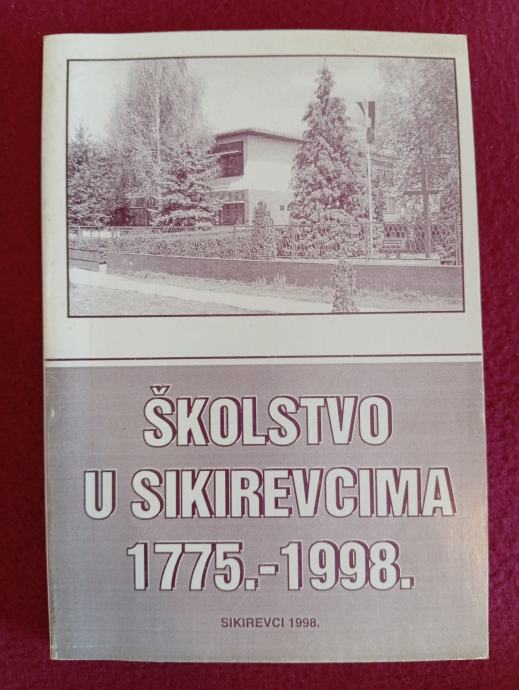 ŠKOLSTVO
U SIKIREVCIMA
1775.-1998.
SIKIREVCI 1998.